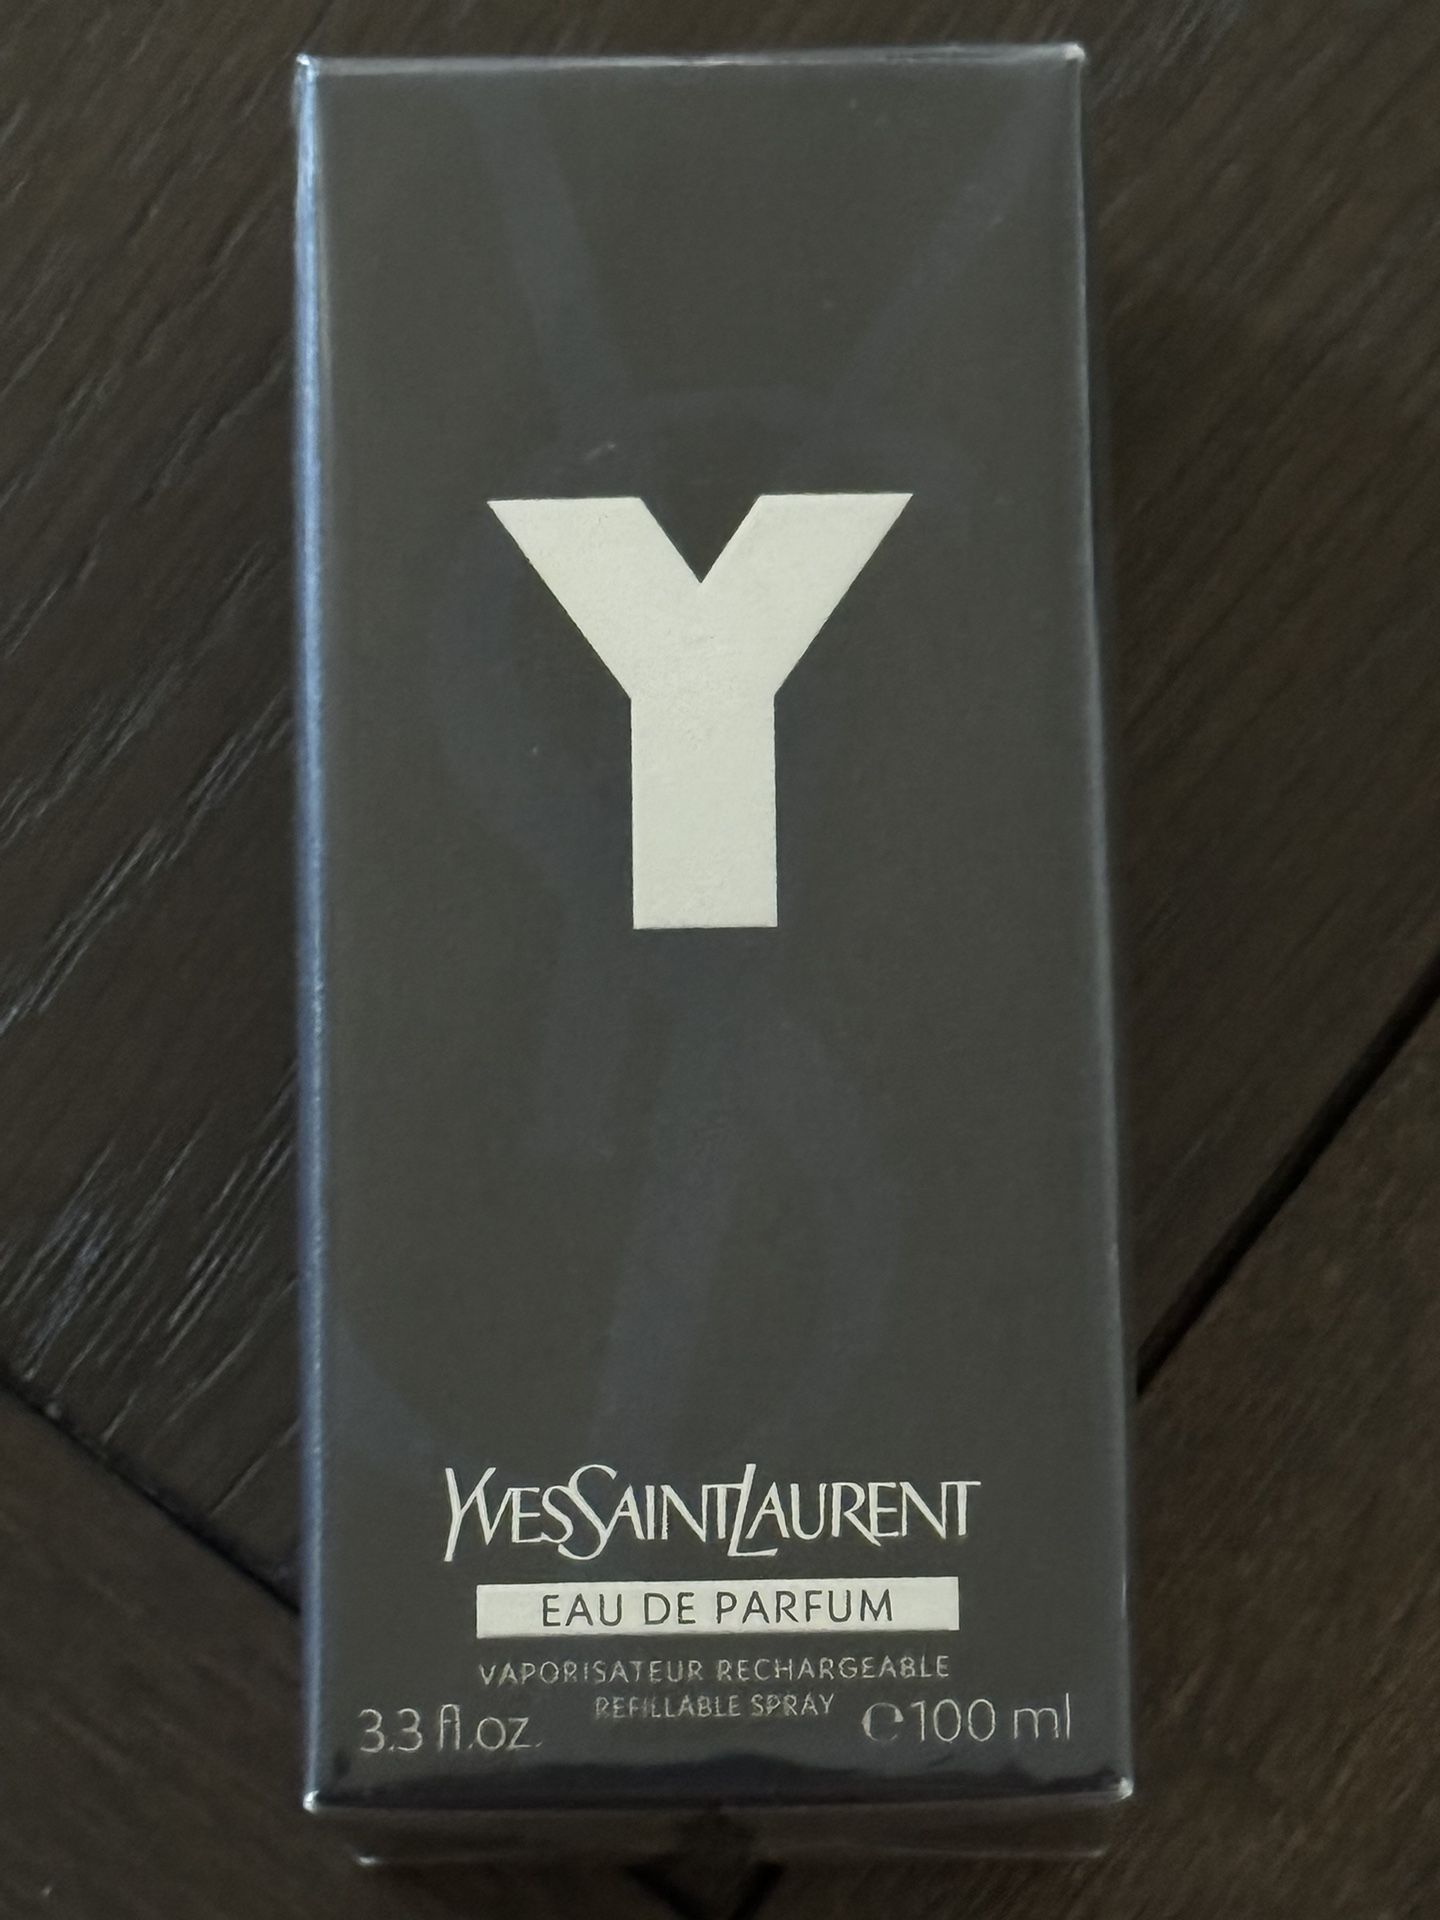 Y
YVESSAINTLAURENT
EAU DE PARFUM
VAPORISATEUR RECHARGEABLE
REFILLABLE SPRAY
3.3 fl.oz. ℮100 ml